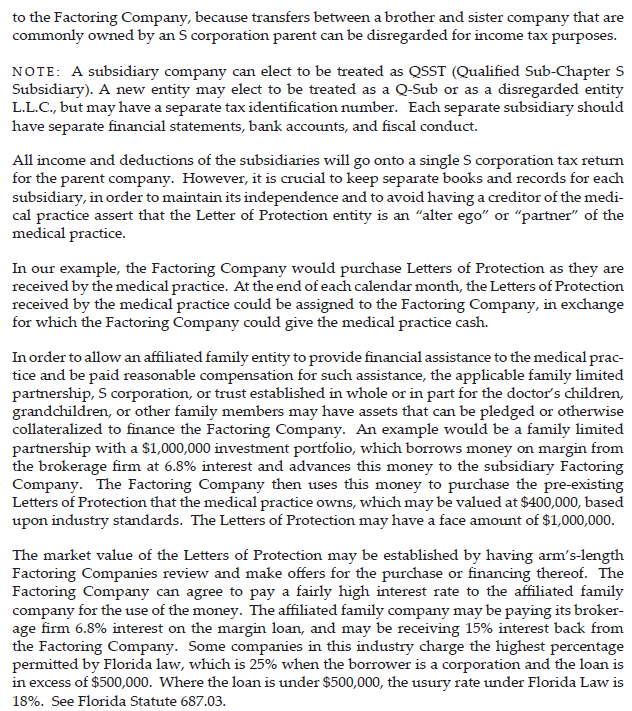 to the Factoring Company, because transfers between a brother and sister company that are
commonly owned by an S corporation parent can be disregarded for income tax purposes.
NOTE: A subsidiary company can elect to be treated as QSST (Qualified Sub-Chapter S
Subsidiary). A new entity may elect to be treated as a Q-Sub or as a disregarded entity
L.L.C., but may have a separate tax identification number. Each separate subsidiary should
have separate financial statements, bank accounts, and fiscal conduct.
All income and deductions of the subsidiaries will go onto a single S corporation tax return
for the parent company. However, it is crucial to keep separate books and records for each
subsidiary, in order to maintain its independence and to avoid having a creditor of the medi-
cal practice assert that the Letter of Protection entity is an “alter ego” or “partner” of the
medical practice.
In our example, the Factoring Company would purchase Letters of Protection as they are
received by the medical practice. At the end of each calendar month, the Letters of Protection
received by the medical practice could be assigned to the Factoring Company, in exchange
for which the Factoring Company could give the medical practice cash.
In order to allow an affiliated family entity to provide financial assistance to the medical prac-
tice and be paid reasonable compensation for such assistance, the applicable family limited
partnership, S corporation, or trust established in whole or in part for the doctor’s children,
grandchildren, or other family members may have assets that can be pledged or otherwise
collateralized to finance the Factoring Company. An example would be a family limited
partnership with a $1,000,000 investment portfolio, which borrows money on margin from
the brokerage firm at 6.8% interest and advances this money to the subsidiary Factoring
Company. The Factoring Company then uses this money to purchase the pre-existing
Letters of Protection that the medical practice owns, which may be valued at $400,000, based
upon industry standards. The Letters of Protection may have a face amount of $1,000,000.
The market value of the Letters of Protection may be established by having arm’s-length
Factoring Companies review and make offers for the purchase or financing thereof. The
Factoring Company can agree to pay a fairly high interest rate to the affiliated family
company for the use of the money. The affiliated family company may be paying its broker-
age firm 6.8% interest on the margin loan, and may be receiving 15% interest back from
the Factoring Company. Some companies in this industry charge the highest percentage
permitted by Florida law, which is 25% when the borrower is a corporation and the loan is
in excess of $500,000. Where the loan is under $500,000, the usury rate under Florida Law is
18%. See Florida Statute 687.03.